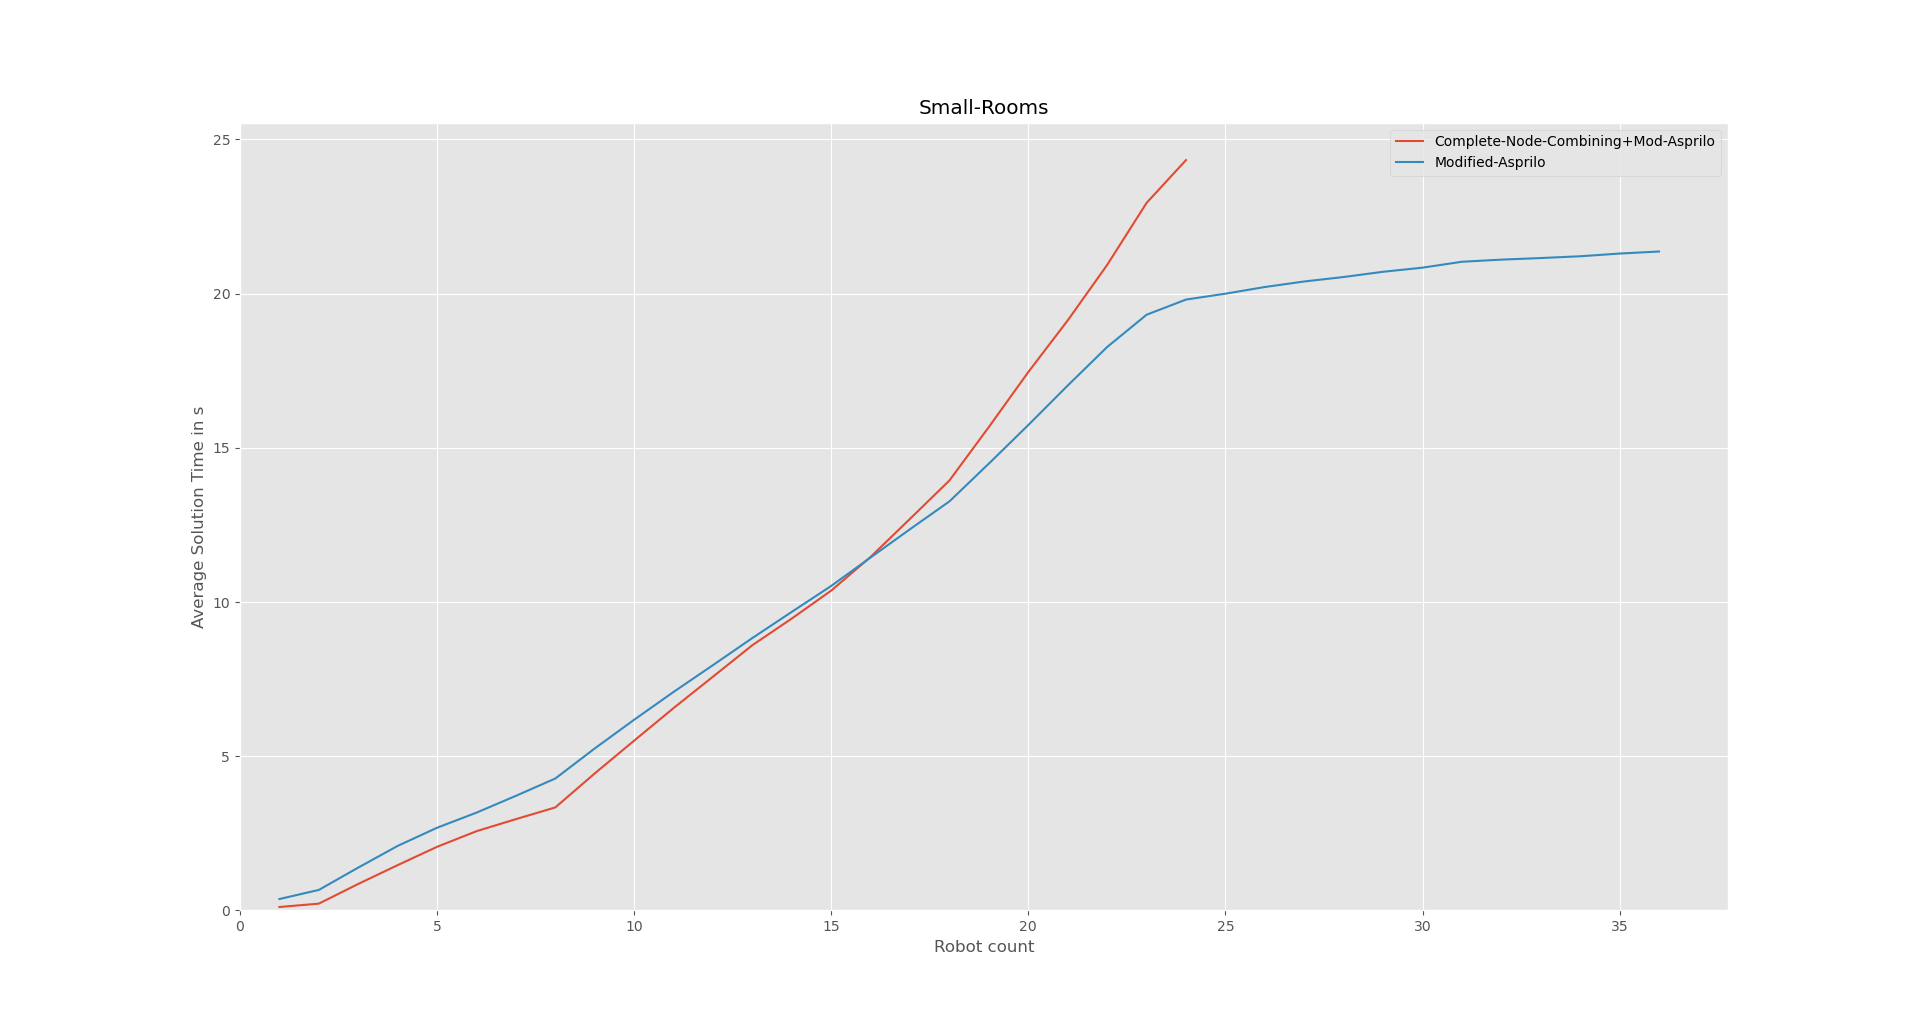 Small-Rooms
Complete-Node-Combining+Mod-Asprilo
Modified-Asprilo
Average Solution Time in s
25
20
15
10
5
0
0 5 10 15 20 25 30 35
Robot count